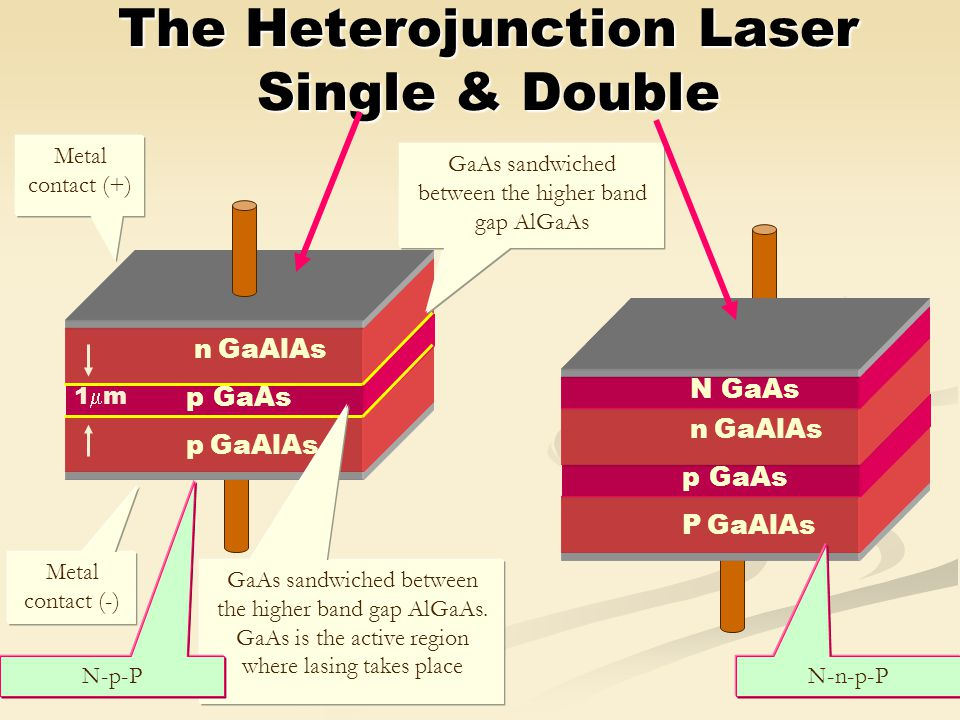 The Heterojunction Laser
Single & Double
Metal
contact (+)
GaAs sandwiched
between the higher band
gap AlGaAs
n GaAlAs
1μm
p GaAs
p GaAlAs
N GaAs
n GaAlAs
p GaAs
P GaAlAs
Metal
contact (-)
GaAs sandwiched between
the higher band gap AlGaAs.
GaAs is the active region
where lasing takes place
N-p-P
N-n-p-P